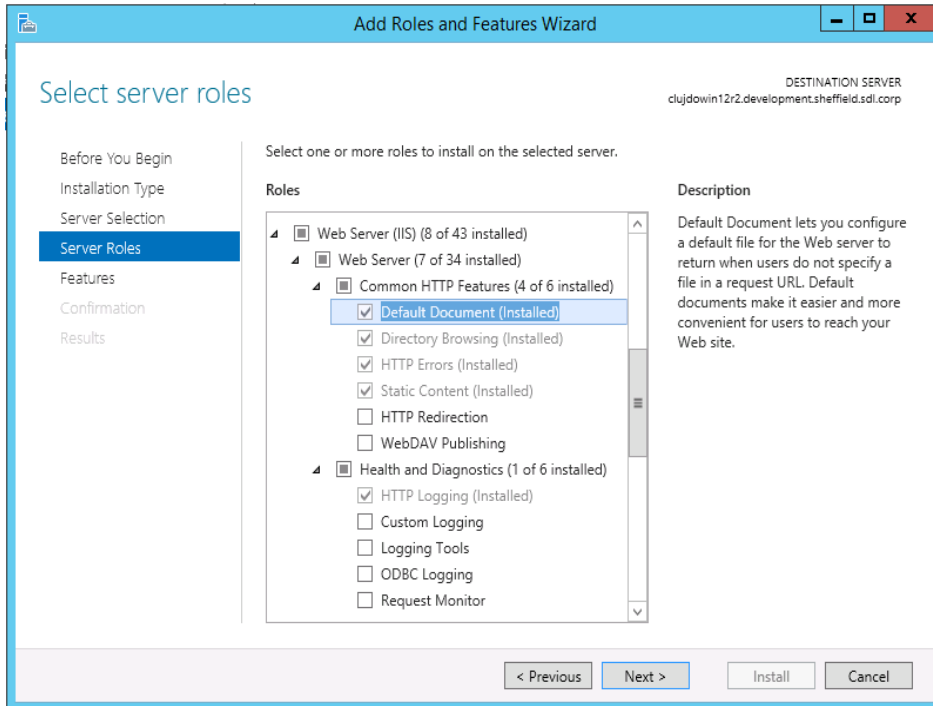 Add Roles and Features Wizard
Select server roles
DESTINATION SERVER
clujdowin12r2.development.sheffield.sdl.corp
Before You Begin
Installation Type
Server Selection
Server Roles
Features
Confirmation
Results
Select one or more roles to install on the selected server.
Roles
Web Server (IIS) (8 of 43 installed)
Web Server (7 of 34 installed)
Common HTTP Features (4 of 6 installed)
Default Document (Installed)
Directory Browsing (Installed)
HTTP Errors (Installed)
Static Content (Installed)
HTTP Redirection
WebDAV Publishing
Health and Diagnostics (1 of 6 installed)
HTTP Logging (Installed)
Custom Logging
Logging Tools
ODBC Logging
Request Monitor
Description
Default Document lets you configure
a default file for the Web server to
return when users do not specify a
file in a request URL. Default
documents make it easier and more
convenient for users to reach your
Web site.
< Previous
Next >
Install
Cancel